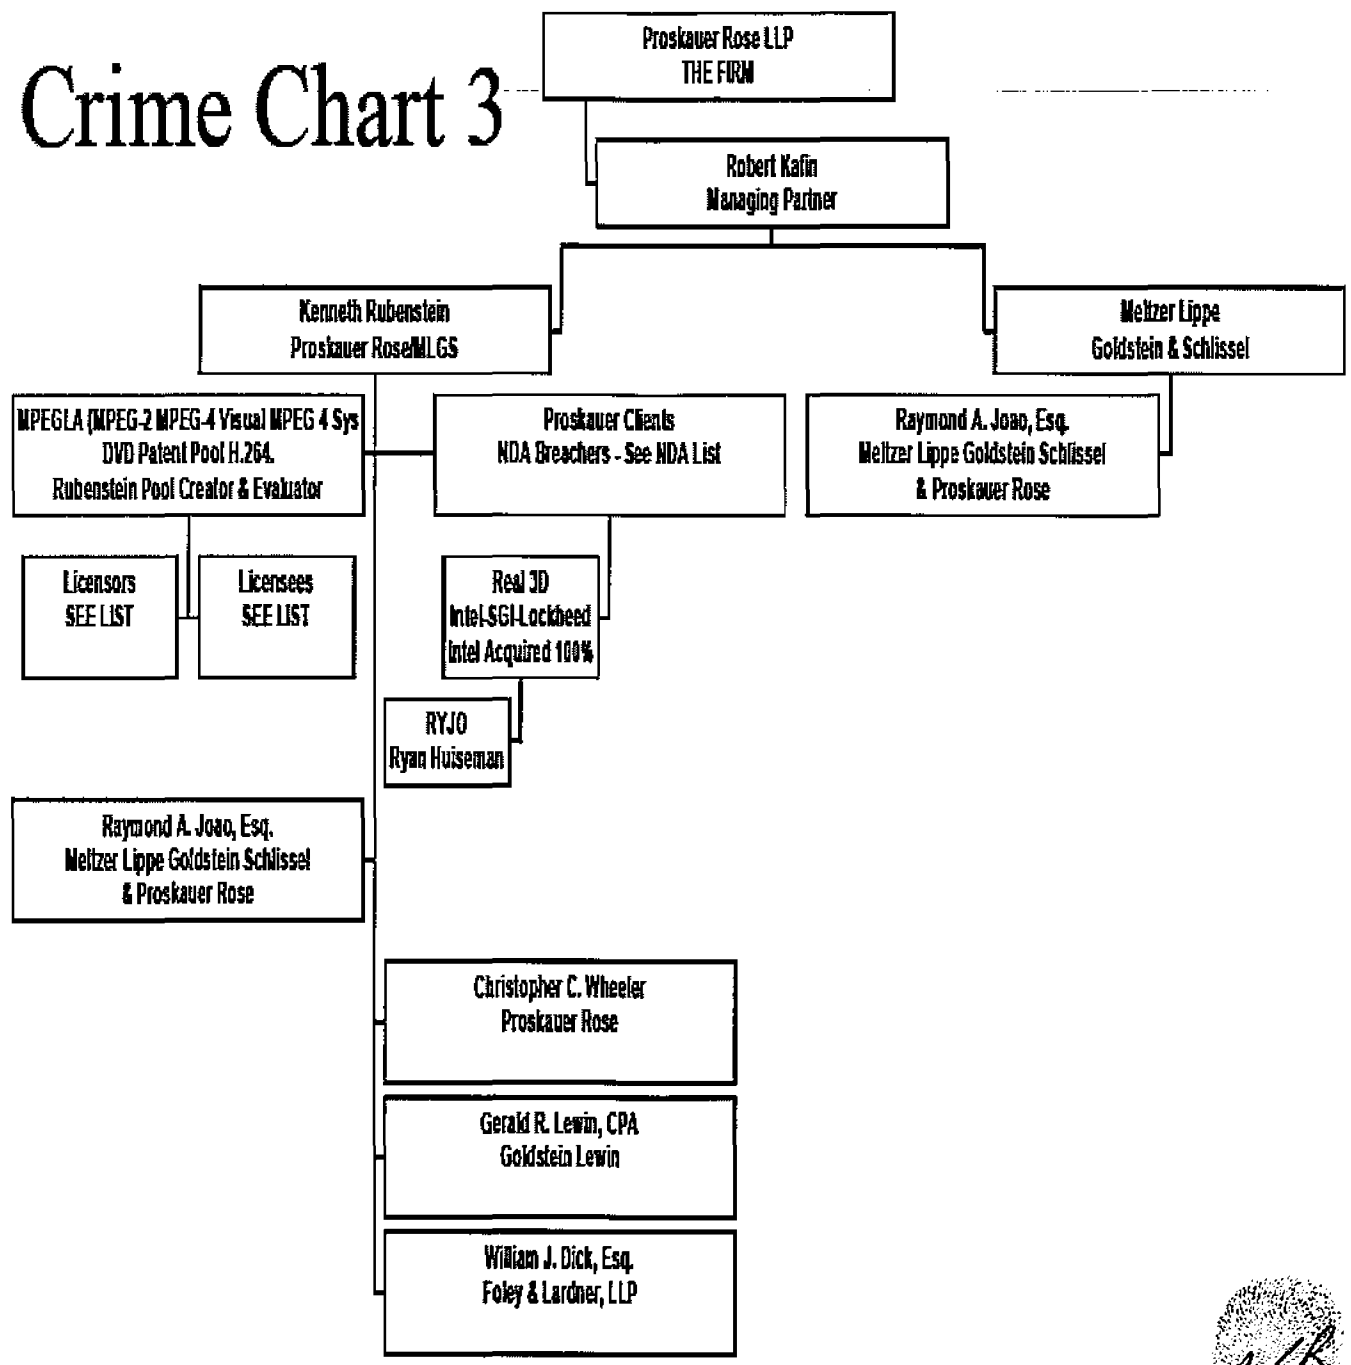 Crime Chart 3
Proskauer Rose LLP
THE FIRM
Robert Kafin
Managing Partner
Kenneth Rubenstein
Proskauer Rose/MLGS
Meltzer Lippe
Goldstein & Schlissel
MPEGLA (MPEG-2 MPEG-4 Visual MPEG 4 Sys
DVD Patent Pool H.264.
Rubenstein Pool Creator & Evaluator
Proskauer Clients
NDA Breachers - See NDA List
Raymond A. Joao, Esq.
Meltzer Lippe Goldstein Schlissel
& Proskauer Rose
Licensors
SEE LIST
Licensees
SEE LIST
Real 3D
Intel-SGI-Lockheed
Intel Acquired 100%
RYJO
Ryan Huiseman
Raymond A. Joao, Esq.
Meltzer Lippe Goldstein Schlissel
& Proskauer Rose
Christopher C. Wheeler
Proskauer Rose
Gerald R. Lewin, CPA
Goldstein Lewin
William J. Dick, Esq.
Foley & Lardner, LLP